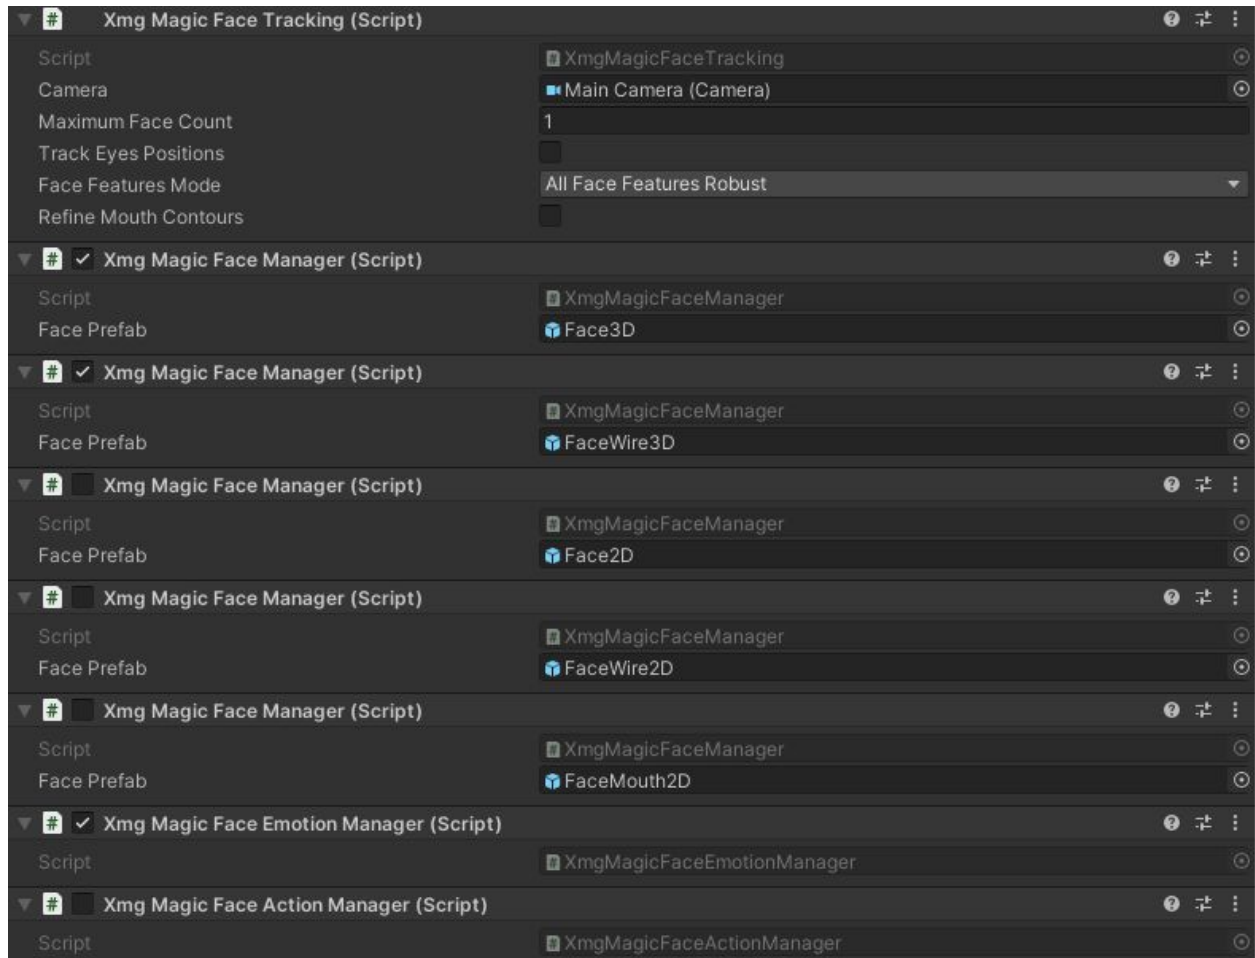 Xmg Magic Face Tracking (Script)
Script XmgMagicFaceTracking
Camera Main Camera (Camera)
Maximum Face Count 1
Track Eyes Positions
Face Features Mode All Face Features Robust
Refine Mouth Contours
Xmg Magic Face Manager (Script)
Script XmgMagicFaceManager
Face Prefab Face3D
Xmg Magic Face Manager (Script)
Script XmgMagicFaceManager
Face Prefab FaceWire3D
Xmg Magic Face Manager (Script)
Script XmgMagicFaceManager
Face Prefab Face2D
Xmg Magic Face Manager (Script)
Script XmgMagicFaceManager
Face Prefab FaceWire2D
Xmg Magic Face Manager (Script)
Script XmgMagicFaceManager
Face Prefab FaceMouth2D
Xmg Magic Face Emotion Manager (Script)
Script XmgMagicFaceEmotionManager
Xmg Magic Face Action Manager (Script)
Script XmgMagicFaceActionManager